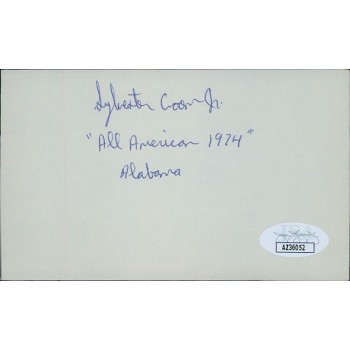 Sylvester Croom Jr.
"All American 1974"
Alabama
AZ36052